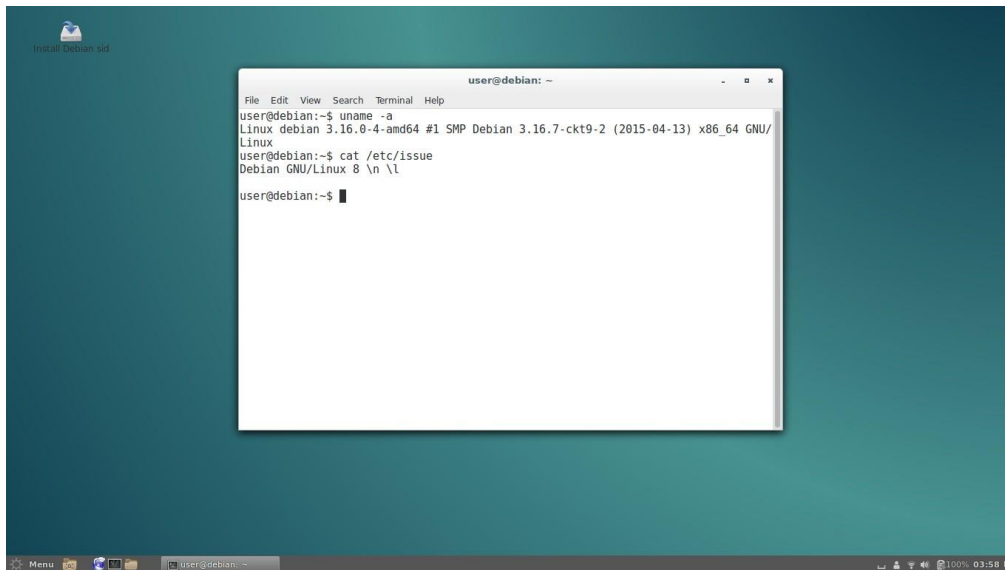 Install Debian sid
user@debian: ~
File Edit View Search Terminal Help
user@debian:~$ uname -a
Linux debian 3.16.0-4-amd64 #1 SMP Debian 3.16.7-ckt9-2 (2015-04-13) x86_64 GNU/
Linux
user@debian:~$ cat /etc/issue
Debian GNU/Linux 8 \n \l
user@debian:~$
Menu user@debian: ~ 100% 03:58